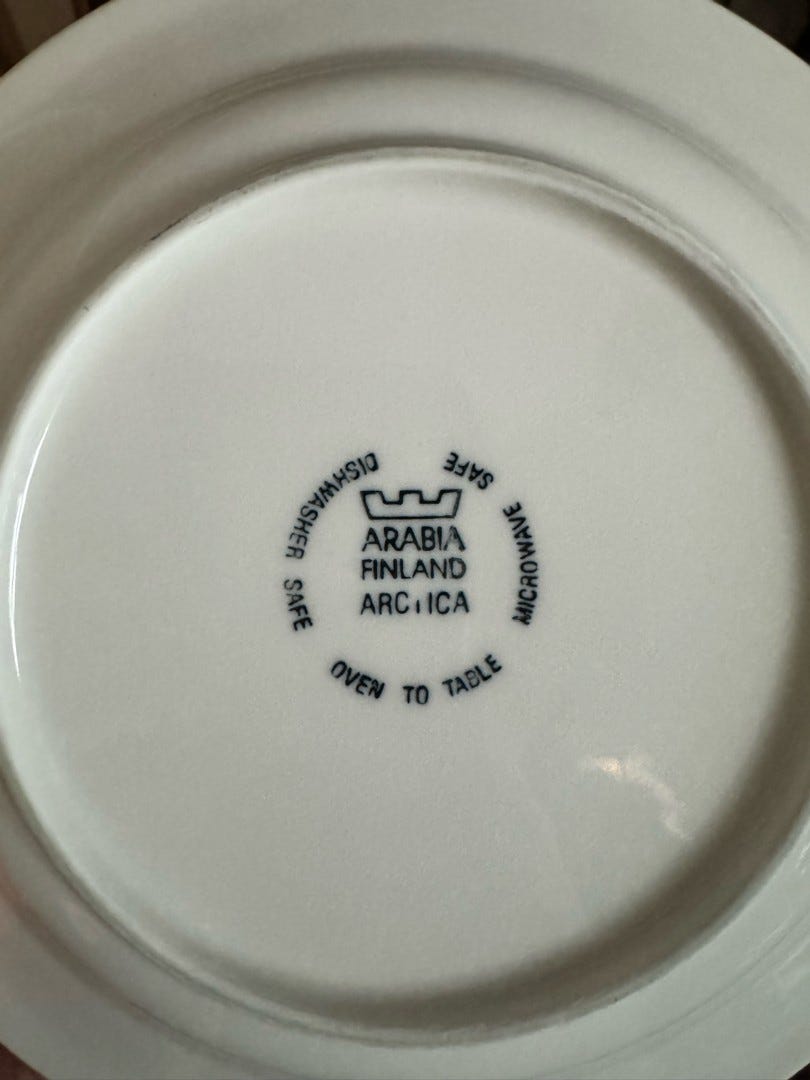 ARABIA
FINLAND
ARCTICA
DISHWASHER SAFE
OVEN TO TABLE
MICROWAVE SAFE